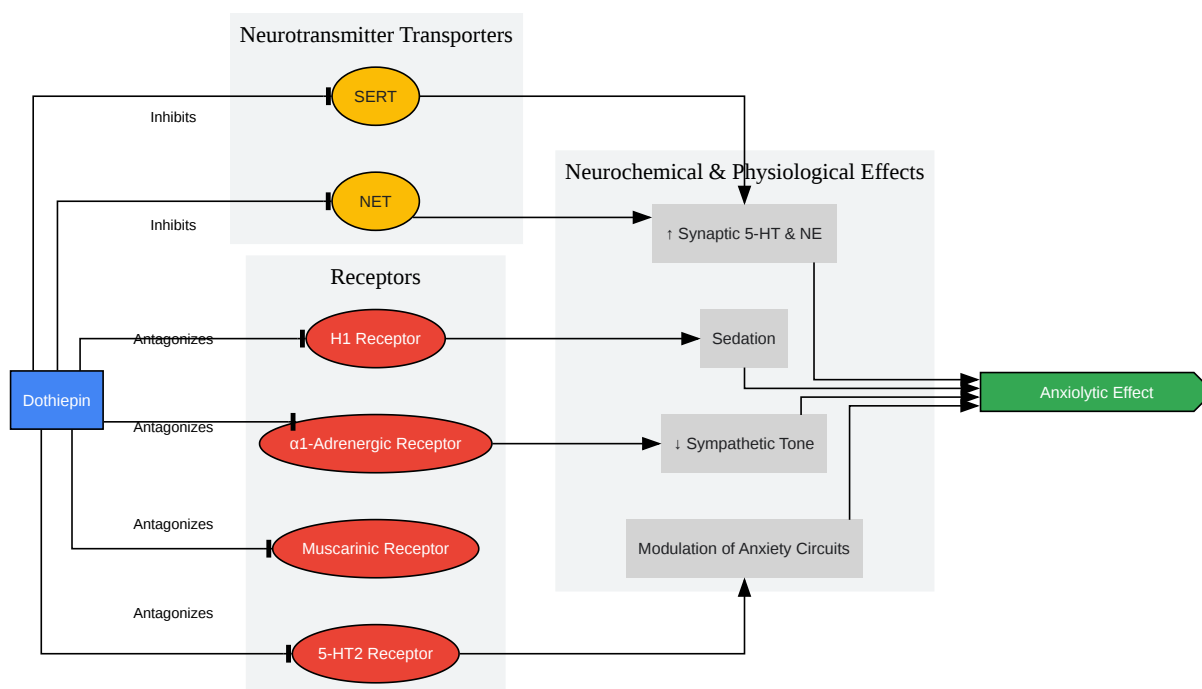 Neurotransmitter Transporters
SERT
Inhibits
NET
Inhibits
Neurochemical & Physiological Effects
↑ Synaptic 5-HT & NE
Receptors
H1 Receptor
Antagonizes
Sedation
Dothiepin
Anxiolytic Effect
Antagonizes
α1-Adrenergic Receptor
↓ Sympathetic Tone
Antagonizes
Muscarinic Receptor
Modulation of Anxiety Circuits
Antagonizes
5-HT2 Receptor